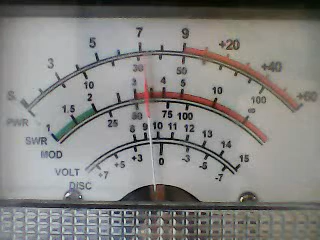 S. 3 5 7 9 +20 +40 +60
PWR 10 30 50 100 ∞
1 1.5 2 3 4 5 ∞
SWR 25 50 75 100
MOD
VOLT 8 9 10 11 12 13 14 15
DISC +7 +5 +3 0 -3 -5 -7